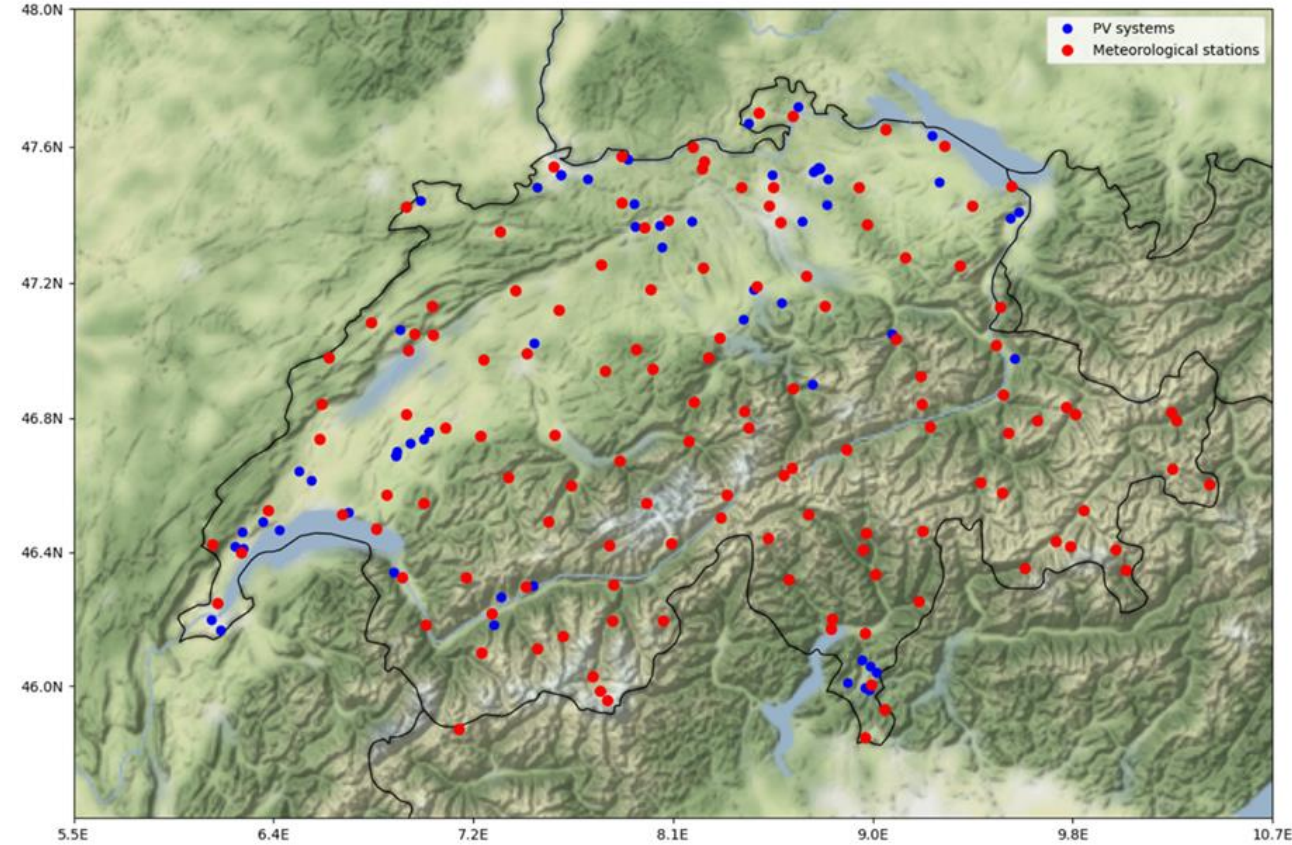 48.0N
PV systems
Meteorological stations
47.6N
47.2N
46.8N
46.4N
46.0N
5.5E 6.4E 7.2E 8.1E 9.0E 9.8E 10.7E